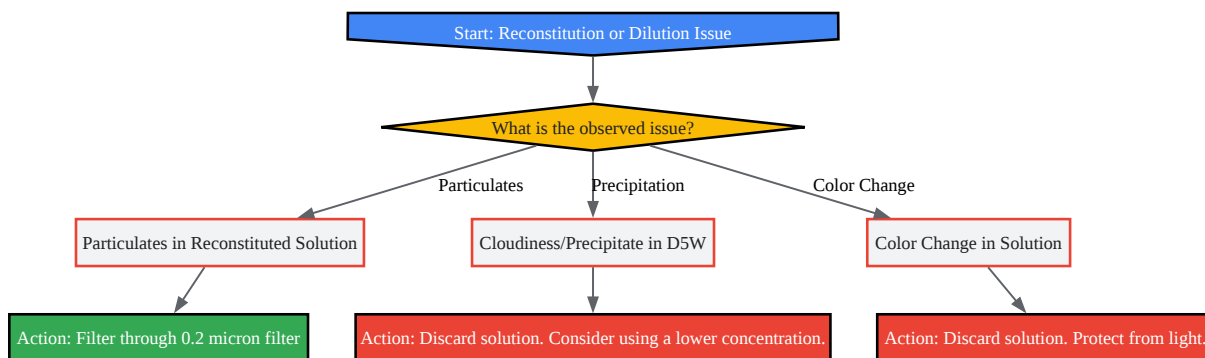 Start: Reconstitution or Dilution Issue
What is the observed issue?
Particulates
Precipitation
Color Change
Particulates in Reconstituted Solution
Cloudiness/Precipitate in D5W
Color Change in Solution
Action: Filter through 0.2 micron filter
Action: Discard solution. Consider using a lower concentration.
Action: Discard solution. Protect from light.